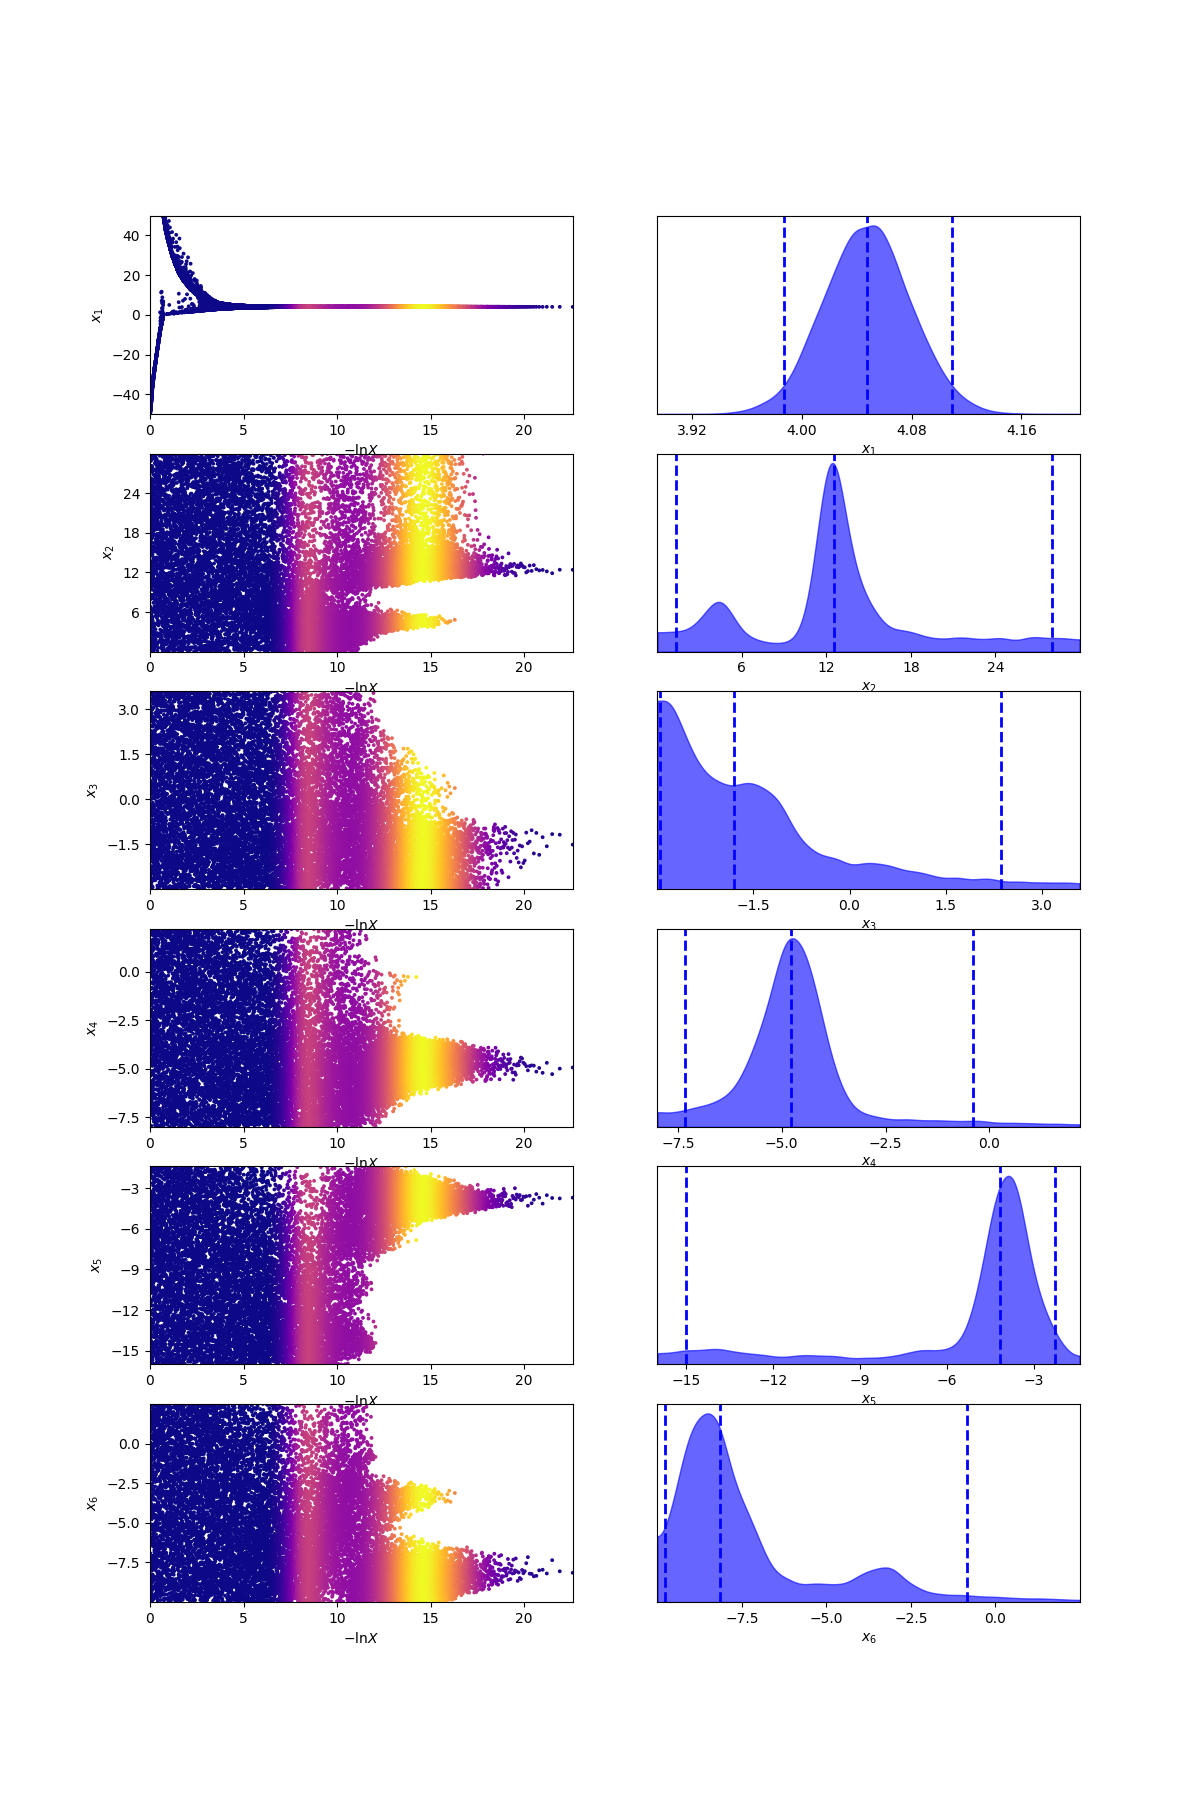 40
20
0
−20
−40
x₁
0 5 10 15 20
−lnX
3.92 4.00 4.08 4.16
x₁
24
18
12
6
x₂
0 5 10 15 20
−lnX
6 12 18 24
x₂
3.0
1.5
0.0
−1.5
x₃
0 5 10 15 20
−lnX
−1.5 0.0 1.5 3.0
x₃
0.0
−2.5
−5.0
−7.5
x₄
0 5 10 15 20
−lnX
−7.5 −5.0 −2.5 0.0
x₄
−3
−6
−9
−12
−15
x₅
0 5 10 15 20
−lnX
−15 −12 −9 −6 −3
x₅
0.0
−2.5
−5.0
−7.5
x₆
0 5 10 15 20
−lnX
−7.5 −5.0 −2.5 0.0
x₆